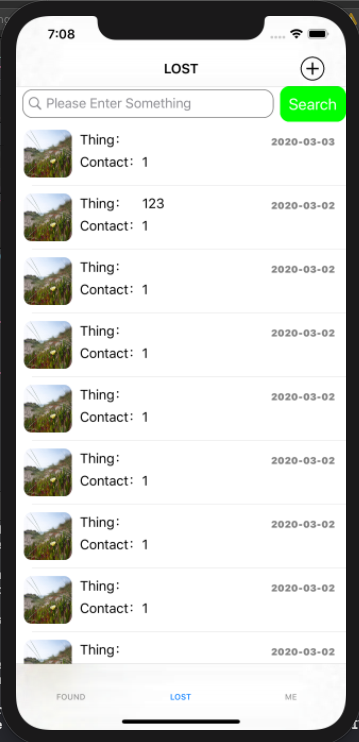 7:08
LOST
Please Enter Something
Search
Thing：
2020-03-03
Contact：1
Thing： 123
2020-03-02
Contact：1
Thing：
2020-03-02
Contact：1
Thing：
2020-03-02
Contact：1
Thing：
2020-03-02
Contact：1
Thing：
2020-03-02
Contact：1
Thing：
2020-03-02
Contact：1
Thing：
2020-03-02
Contact：1
Thing：
2020-03-02
FOUND
LOST
ME